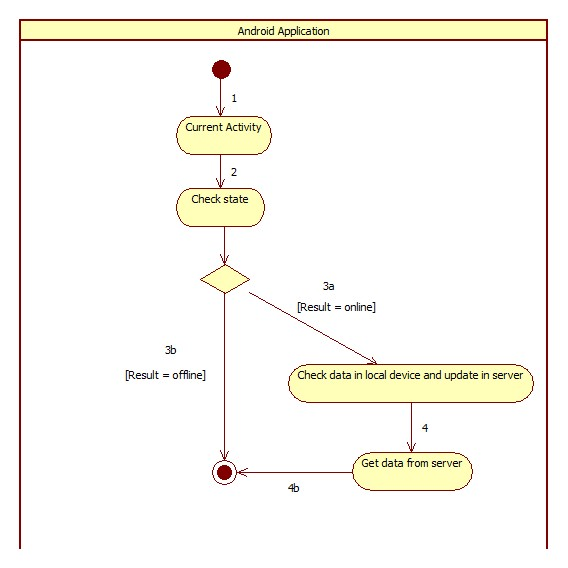 Android Application
1
Current Activity
2
Check state
3a
[Result = online]
3b
[Result = offline]
Check data in local device and update in server
4
Get data from server
4b